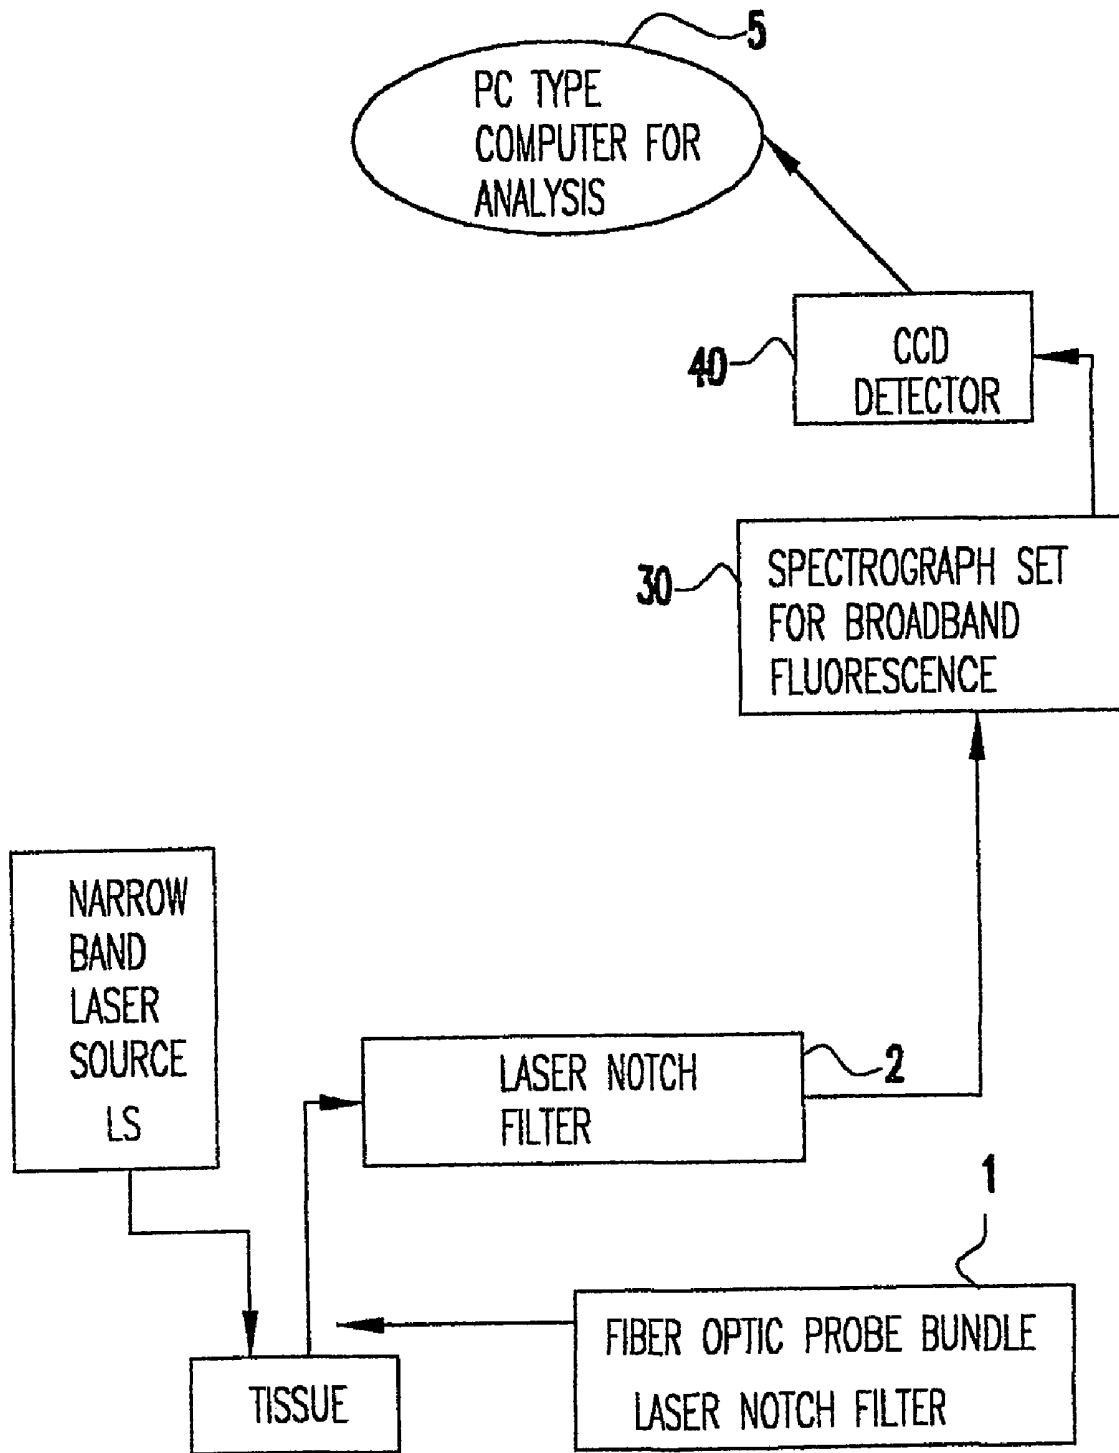 5
PC TYPE
COMPUTER FOR
ANALYSIS
40
CCD
DETECTOR
30
SPECTROGRAPH SET
FOR BROADBAND
FLUORESCENCE
NARROW
BAND
LASER
SOURCE
LS
LASER NOTCH
FILTER
2
1
FIBER OPTIC PROBE BUNDLE
LASER NOTCH FILTER
TISSUE